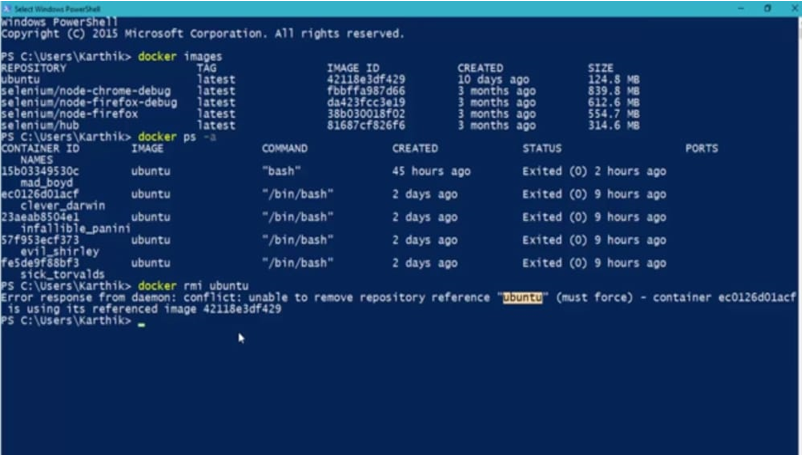 Select Windows PowerShell
Windows PowerShell
Copyright (C) 2015 Microsoft Corporation. All rights reserved.
PS C:\Users\Karthik> docker images
REPOSITORY TAG IMAGE ID CREATED SIZE
ubuntu latest 42118e3df429 10 days ago 124.8 MB
selenium/node-chrome-debug latest fbbffa987d66 3 months ago 839.8 MB
selenium/node-firefox-debug latest da423fcc3e19 3 months ago 612.6 MB
selenium/node-firefox latest 38b030018f02 3 months ago 554.7 MB
selenium/hub latest 81687cf826f6 3 months ago 314.6 MB
PS C:\Users\Karthik> docker ps -a
CONTAINER ID IMAGE COMMAND CREATED STATUS PORTS
NAMES
15b03349530c ubuntu "bash" 45 hours ago Exited (0) 2 hours ago
mad_boyd
ec0126d01acf ubuntu "/bin/bash" 2 days ago Exited (0) 9 hours ago
clever_darwin
23aeab8504e1 ubuntu "/bin/bash" 2 days ago Exited (0) 9 hours ago
infallible_panini
57f953ecf373 ubuntu "/bin/bash" 2 days ago Exited (0) 9 hours ago
evil_shirley
fe5de9f88bf3 ubuntu "/bin/bash" 2 days ago Exited (0) 9 hours ago
sick_torvalds
PS C:\Users\Karthik> docker rmi ubuntu
Error response from daemon: conflict: unable to remove repository reference "ubuntu" (must force) - container ec0126d01acf
is using its referenced image 42118e3df429
PS C:\Users\Karthik> _